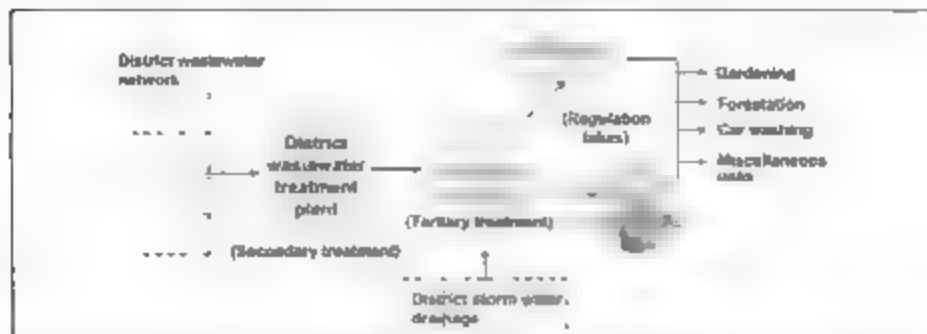 District wastewater
network
District
wastewater
treatment
plant
(Secondary treatment)
(Tertiary treatment)
(Regulation
lakes)
Gardening
Forestation
Car washing
Miscellaneous
uses
District storm water
drainage